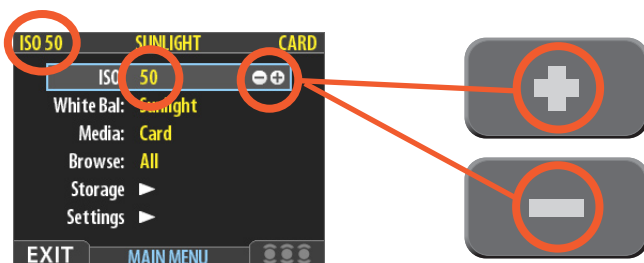 ISO 50 SUNLIGHT CARD
ISO 50
White Bal: Sunlight
Media: Card
Browse: All
Storage
Settings
EXIT MAIN MENU